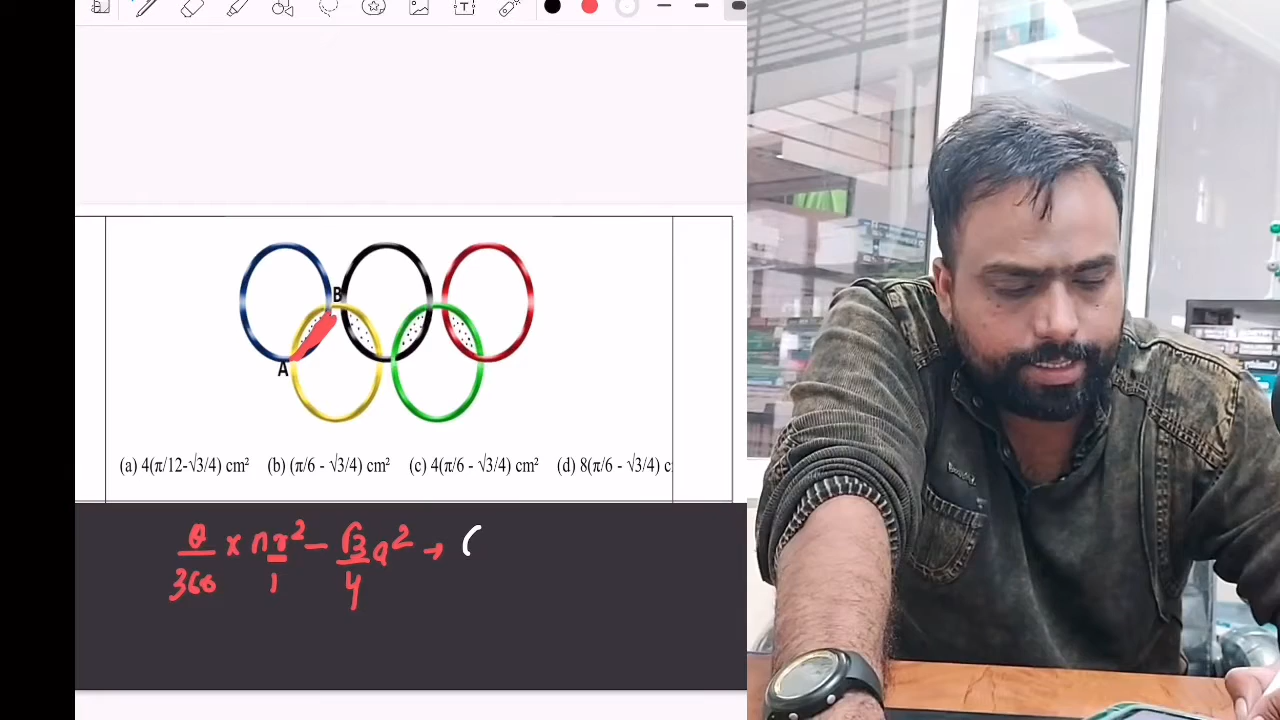 B
A
(a) 4(π/12-√3/4) cm² (b) (π/6 - √3/4) cm² (c) 4(π/6 - √3/4) cm² (d) 8(π/6 - √3/4) c
θ/360 × πr²/1 - √3/4 a² → (